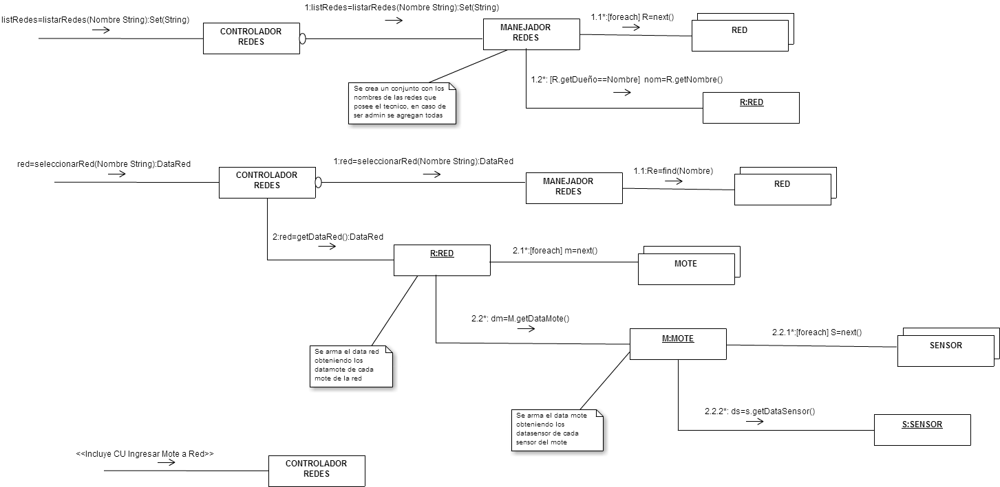 listRedes=listarRedes(Nombre String):Set(String)
CONTROLADOR
REDES
1:listRedes=listarRedes(Nombre String):Set(String)
MANEJADOR
REDES
1.1*:[foreach] R=next()
RED
1.2*: [R.getDueño==Nombre] nom=R.getNombre()
R:RED
Se crea un conjunto con los
nombres de las redes que
posee el tecnico, en caso de
ser admin se agregan todas
red=seleccionarRed(Nombre String):DataRed
CONTROLADOR
REDES
1:red=seleccionarRed(Nombre String):DataRed
MANEJADOR
REDES
1.1:Re=find(Nombre)
RED
2:red=getDataRed():DataRed
R:RED
2.1*:[foreach] m=next()
MOTE
2.2*: dm=M.getDataMote()
M:MOTE
2.2.1*:[foreach] S=next()
SENSOR
Se arma el data red
obteniendo los
datamote de cada
mote de la red
2.2.2*: ds=s.getDataSensor()
S:SENSOR
Se arma el data mote
obteniendo los
datasensor de cada
sensor del mote
<<Incluye CU Ingresar Mote a Red>>
CONTROLADOR
REDES